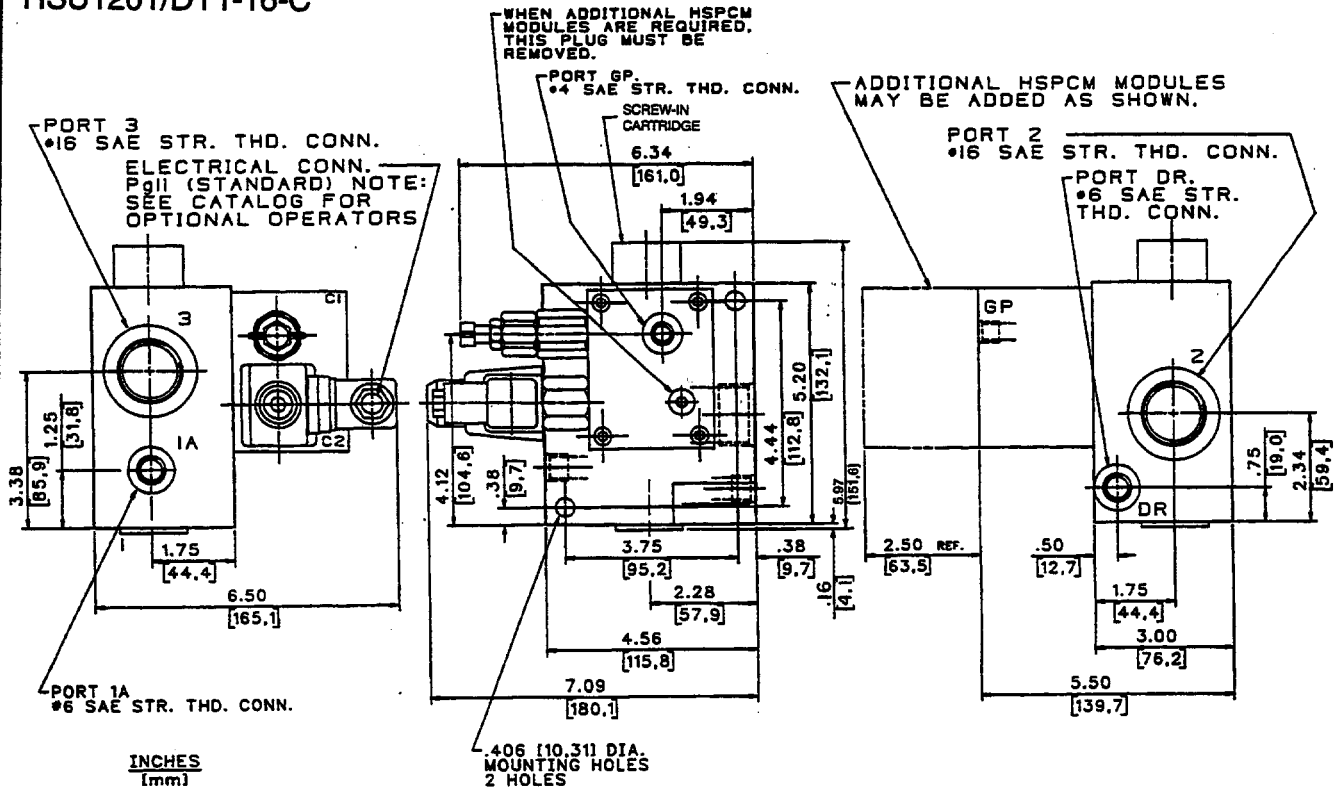 WHEN ADDITIONAL HSPCM
MODULES ARE REQUIRED,
THIS PLUG MUST BE
REMOVED.
PORT GP.
#4 SAE STR. THD. CONN.
SCREW-IN
CARTRIDGE
ADDITIONAL HSPCM MODULES
MAY BE ADDED AS SHOWN.
PORT 3
#16 SAE STR. THD. CONN.
ELECTRICAL CONN.
Pg11 (STANDARD) NOTE:
SEE CATALOG FOR
OPTIONAL OPERATORS
PORT 2
#16 SAE STR. THD. CONN.
PORT DR.
#6 SAE STR.
THD. CONN.
6.34
[161,0]
1.94
[49,3]
C1
3
1A
C2
1
3.38
[85,9]
1.25
[31,8]
1.75
[44,4]
6.50
[165,1]
PORT 1A
#6 SAE STR. THD. CONN.
INCHES
[mm]
4.12
[104,6]
.38
[9,7]
4.44
[112,8]
5.20
[132,1]
5.97
[151,6]
3.75
[95,2]
.38
[9,7]
.16
[4,1]
2.28
[57,9]
4.56
[115,8]
7.09
[180,1]
.406 [10,31] DIA.
MOUNTING HOLES
2 HOLES
GP
2
DR
.75
[19,0]
2.34
[59,4]
2.50 REF.
[63,5]
.50
[12,7]
1.75
[44,4]
3.00
[76,2]
5.50
[139,7]